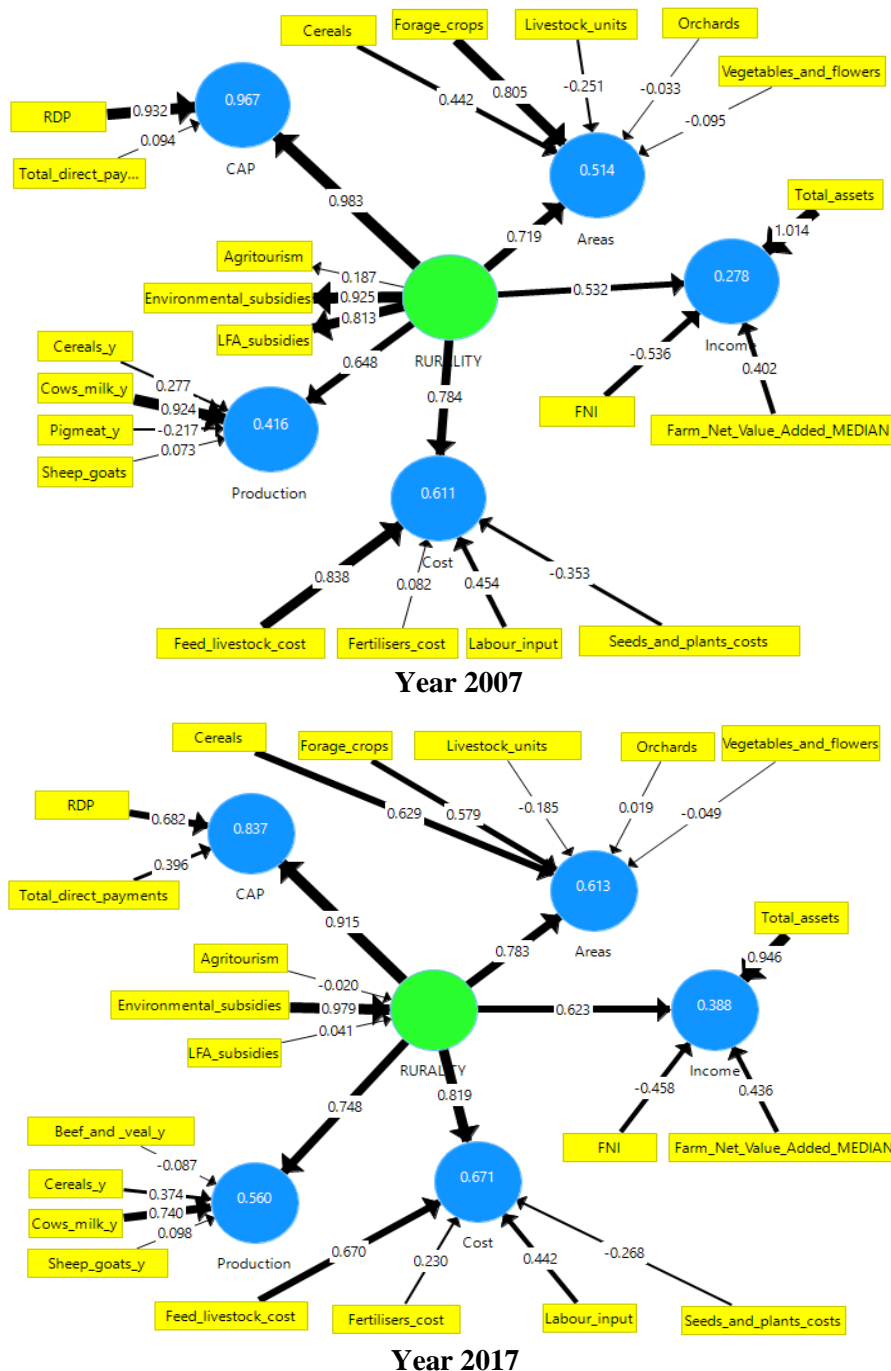 Cereals
Forage_crops
Livestock_units
Orchards
Vegetables_and_flowers
0.442
0.805
-0.251
-0.033
-0.095
0.514
Areas
RDP
0.932
0.967
Total_direct_pay...
0.094
CAP
0.983
0.719
Total_assets
1.014
0.278
Income
Agritourism
0.187
Environmental_subsidies
0.925
LFA_subsidies
0.813
RURALITY
0.532
-0.536
0.402
FNI
Farm_Net_Value_Added_MEDIAN
Cereals_y
0.277
Cows_milk_y
0.924
Pigmeat_y
-0.217
Sheep_goats
0.073
0.416
Production
0.648
0.784
0.611
Cost
0.838
0.082
0.454
-0.353
Feed_livestock_cost
Fertilisers_cost
Labour_input
Seeds_and_plants_costs
Year 2007
Cereals
Forage_crops
Livestock_units
Orchards
Vegetables_and_flowers
0.629
0.579
-0.185
0.019
-0.049
0.613
Areas
RDP
0.682
0.837
Total_direct_payments
0.396
CAP
0.915
0.783
Total_assets
0.946
0.388
Income
Agritourism
-0.020
Environmental_subsidies
0.979
LFA_subsidies
0.041
RURALITY
0.623
-0.458
0.436
FNI
Farm_Net_Value_Added_MEDIAN
Beef_and _veal_y
-0.087
Cereals_y
0.374
Cows_milk_y
0.740
Sheep_goats_y
0.098
0.560
Production
0.748
0.819
0.671
Cost
0.670
0.230
0.442
-0.268
Feed_livestock_cost
Fertilisers_cost
Labour_input
Seeds_and_plants_costs
Year 2017